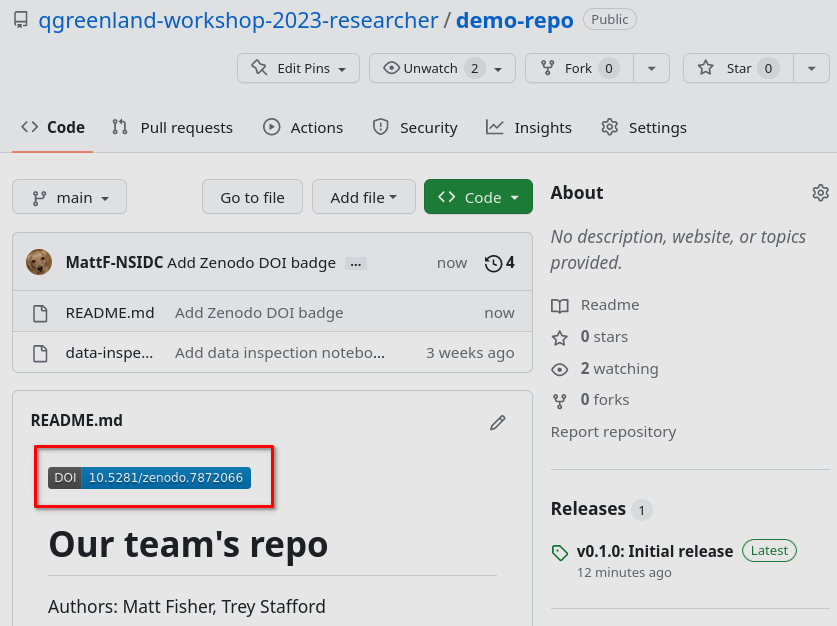 qgreenland-workshop-2023-researcher / demo-repo Public
Edit Pins Unwatch 2 Fork 0 Star 0
Code Pull requests Actions Security Insights Settings
main Go to file Add file Code
MattF-NSIDC Add Zenodo DOI badge ... now 4
README.md Add Zenodo DOI badge now
data-inspe... Add data inspection notebo... 3 weeks ago
README.md
DOI 10.5281/zenodo.7872066
Our team's repo
Authors: Matt Fisher, Trey Stafford
About
No description, website, or topics
provided.
Readme
0 stars
2 watching
0 forks
Report repository
Releases 1
v0.1.0: Initial release Latest
12 minutes ago